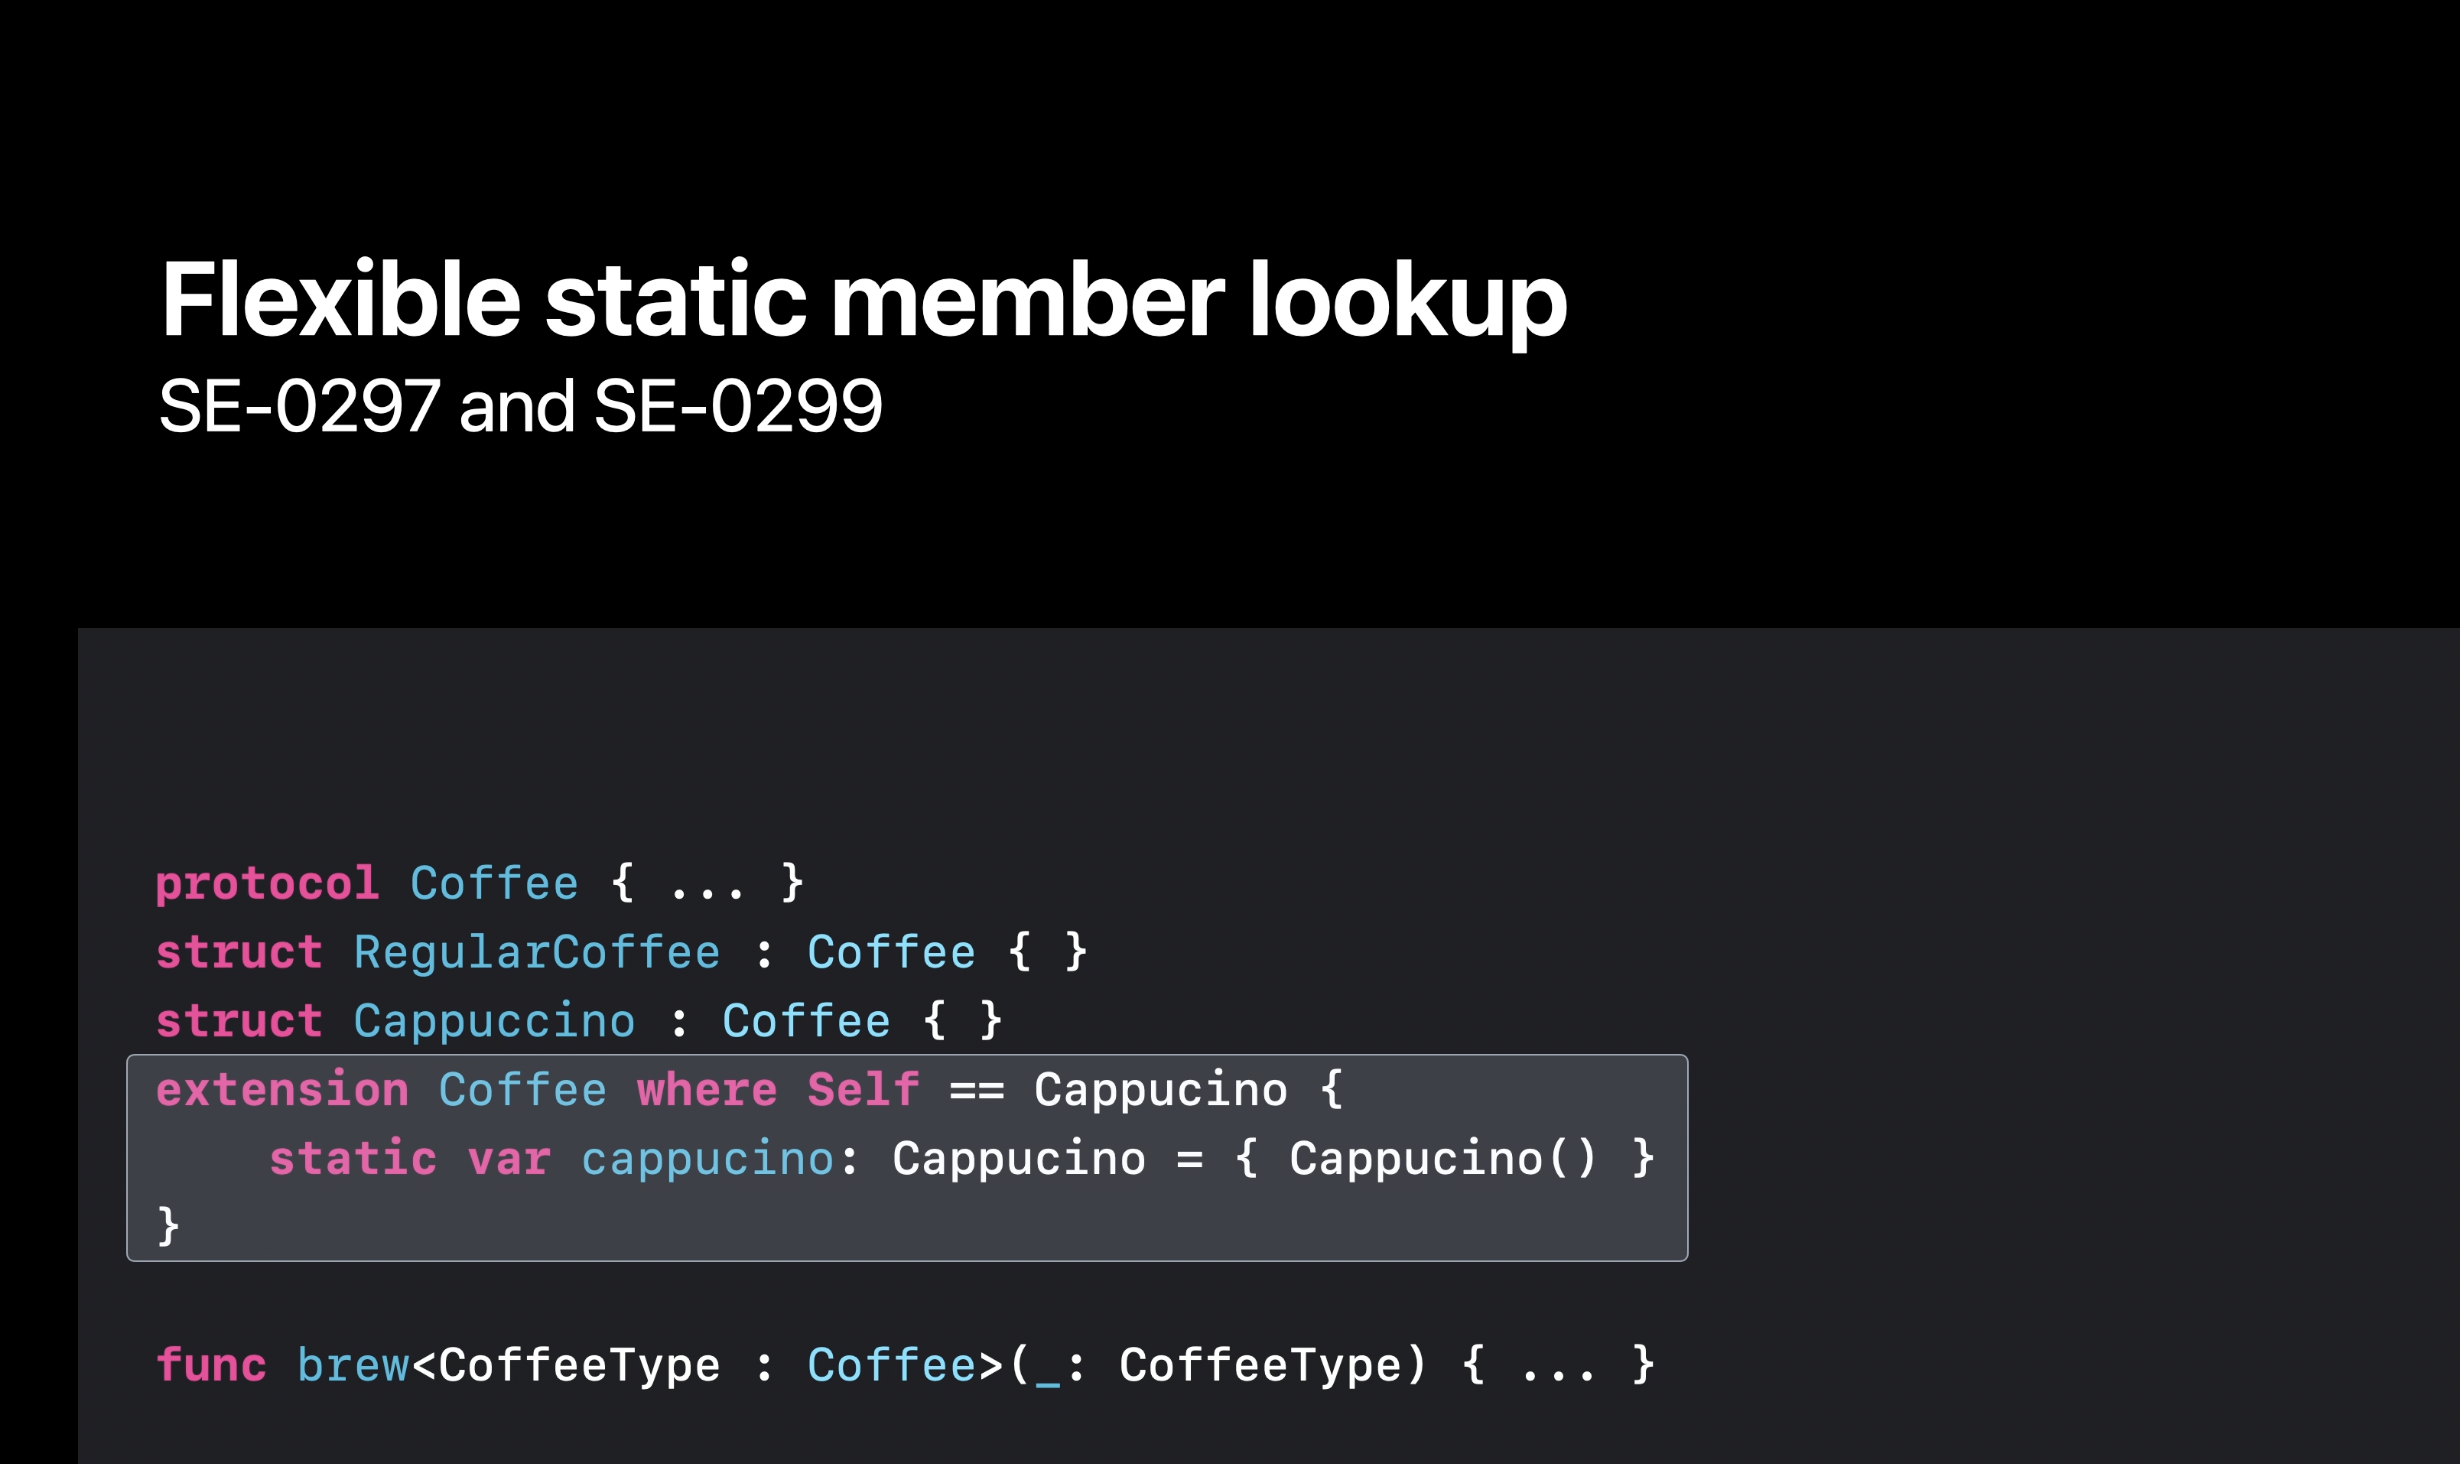 Flexible static member lookup
SE-0297 and SE-0299
protocol Coffee { ... }
struct RegularCoffee : Coffee { }
struct Cappuccino : Coffee { }
extension Coffee where Self == Cappucino {
    static var cappucino: Cappucino = { Cappucino() }
}
func brew<CoffeeType : Coffee>(_: CoffeeType) { ... }